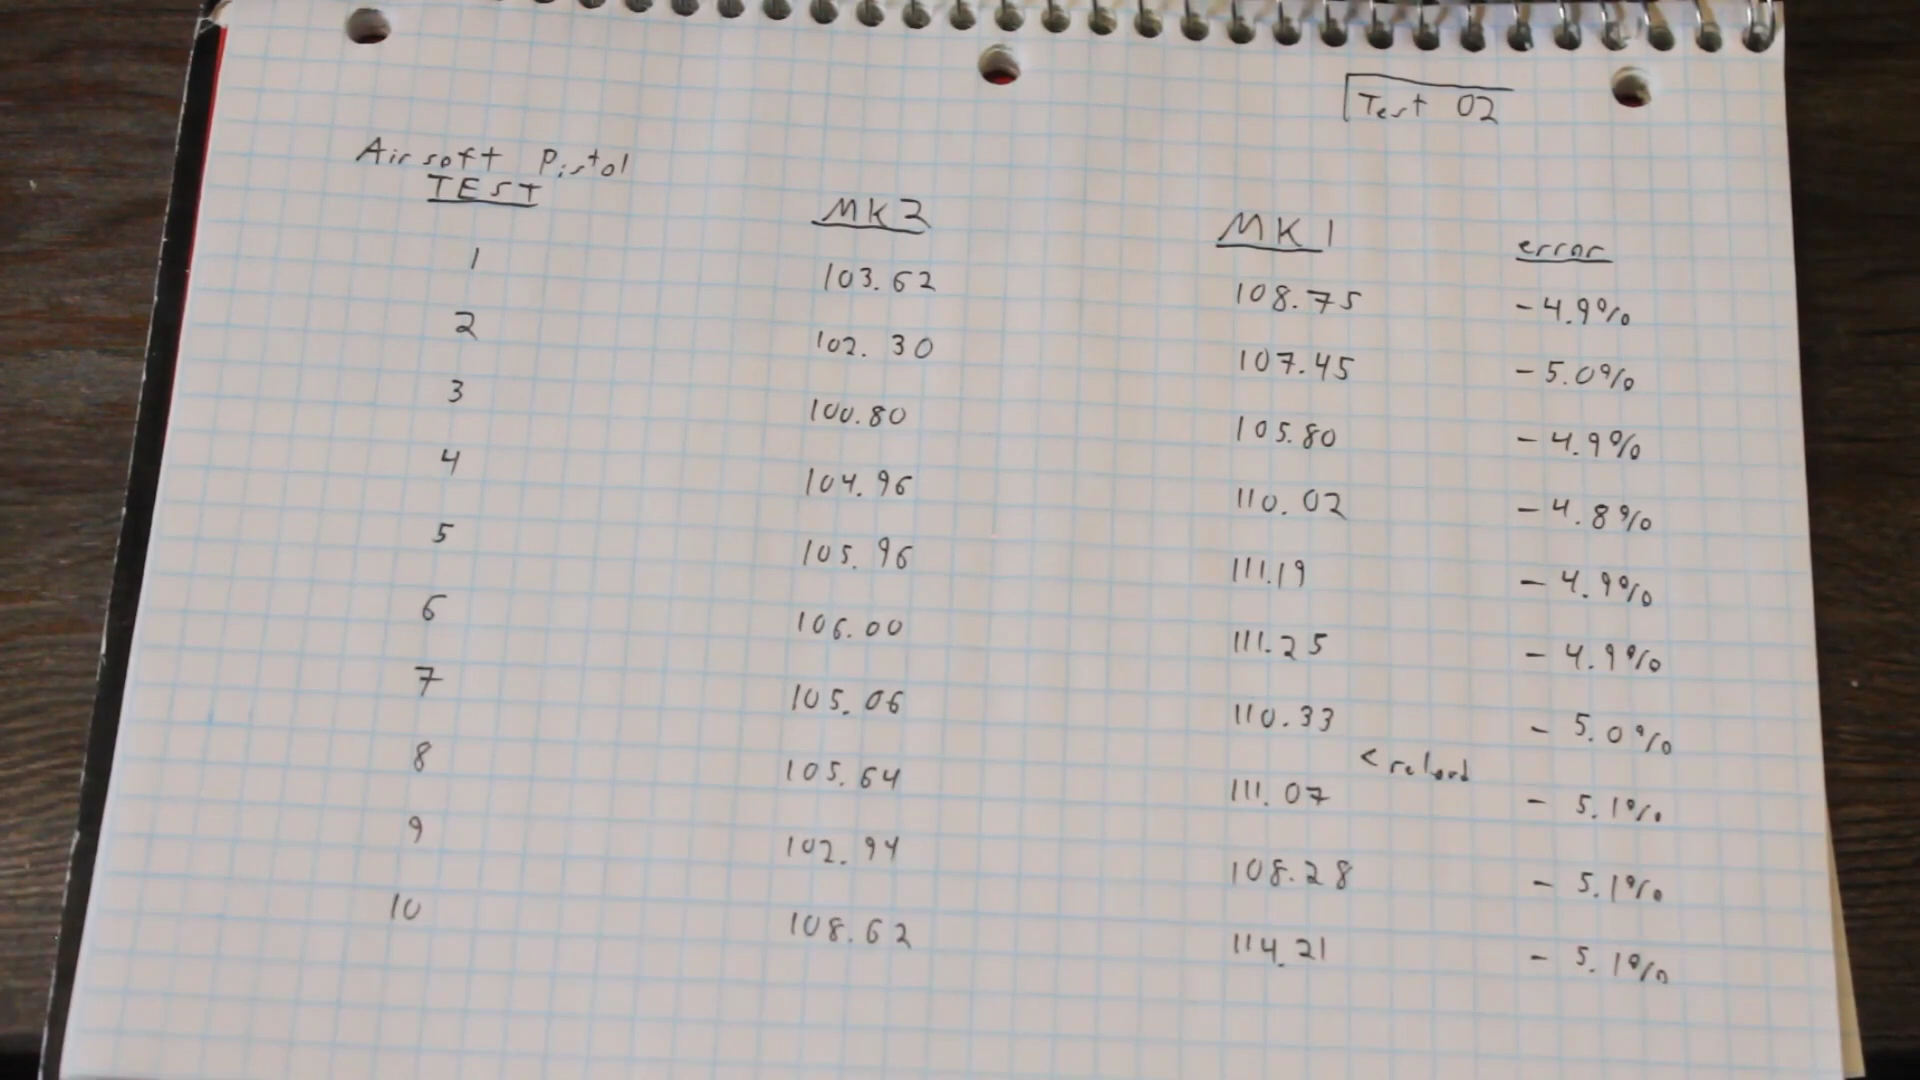 Test 02
Airsoft Pistol
TEST MK2 MK1 error
1 103.62 108.75 -4.9%
2 102.30 107.45 -5.0%
3 100.80 105.80 -4.9%
4 104.96 110.02 -4.8%
5 105.96 111.19 -4.9%
6 106.00 111.25 -4.9%
7 105.06 110.33 -5.0%
< reload
8 105.64 111.07 -5.1%
9 102.94 108.28 -5.1%
10 108.62 114.21 -5.1%